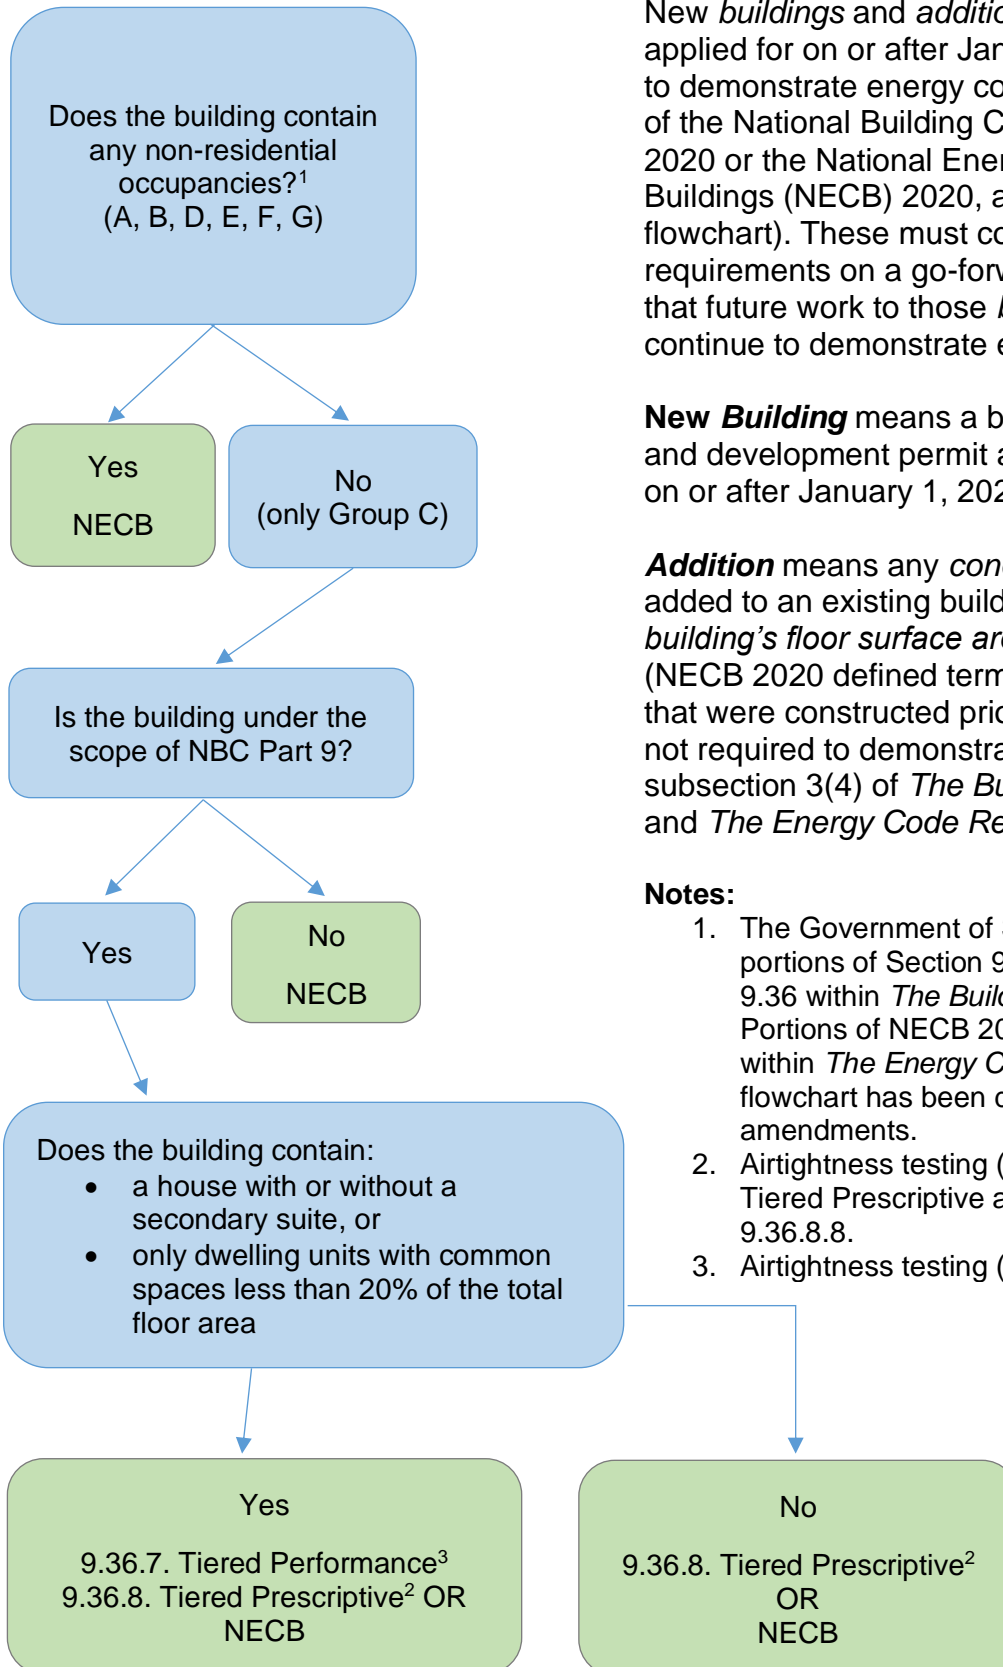 Does the building contain
any non-residential
occupancies?1
(A, B, D, E, F, G)
Yes
NECB
No
(only Group C)
Is the building under the
scope of NBC Part 9?
Yes
No
NECB
Does the building contain:
• a house with or without a
secondary suite, or
• only dwelling units with common
spaces less than 20% of the total
floor area
Yes
9.36.7. Tiered Performance3
9.36.8. Tiered Prescriptive2 OR
NECB
No
9.36.8. Tiered Prescriptive2
OR
NECB
New buildings and
applied for on or after
to demonstrate energy
of the National Building
2020 or the National
Buildings (NECB) 2020,
flowchart). These must
requirements on a
that future work to those
continue to demonstrate
New Building means a
and development permit
on or after January 1,
Addition means any
added to an existing
building's floor surface
(NECB 2020 defined
that were constructed
not required to
subsection 3(4) of The
and The Energy Code
Notes:
1. The Government of
portions of Section
9.36 within The
Portions of NECB
within The Energy
flowchart has been
amendments.
2. Airtightness testing (
Tiered Prescriptive
9.36.8.8.
3. Airtightness testing (